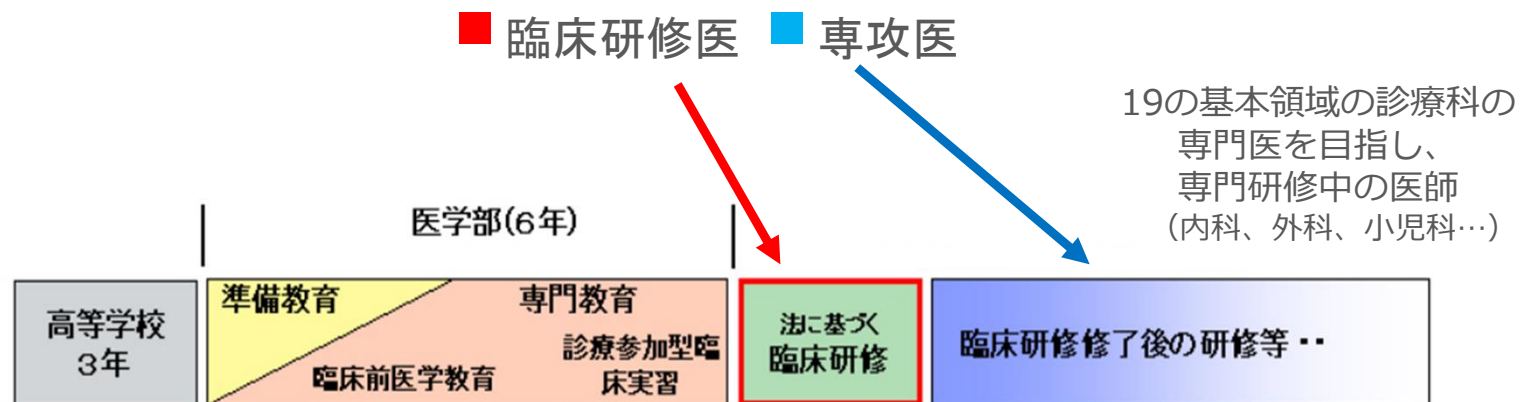 臨床研修医 専攻医
19の基本領域の診療科の
専門医を目指し、
専門研修中の医師
（内科、外科、小児科…）
医学部(6年)
高等学校
3年
準備教育
専門教育
臨床前医学教育
診療参加型臨
床実習
法に基づく
臨床研修
臨床研修修了後の研修等・・